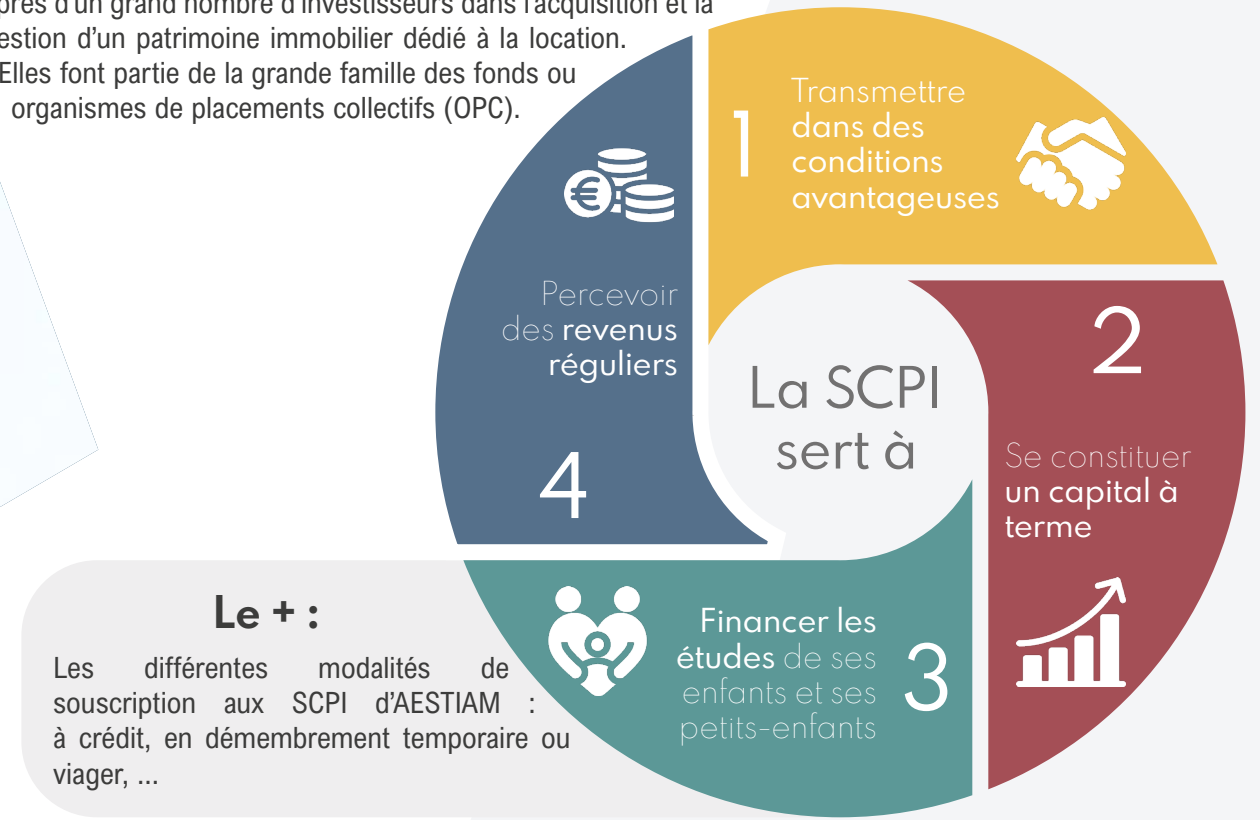 d'un grand nombre d'investisseurs dans l'acquisition et la
gestion d'un patrimoine immobilier dédié à la location.
Elles font partie de la grande famille des fonds ou
organismes de placements collectifs (OPC).
1
Transmettre
dans des
conditions
avantageuses
2
Se constituer
un capital à
terme
Financer les
études de ses
enfants et ses
petits-enfants
3
Percevoir
des revenus
réguliers
4
La SCPI
sert à
Le + :
Les différentes modalités de
souscription aux SCPI d'AESTIAM :
à crédit, en démembrement temporaire ou
viager, ...